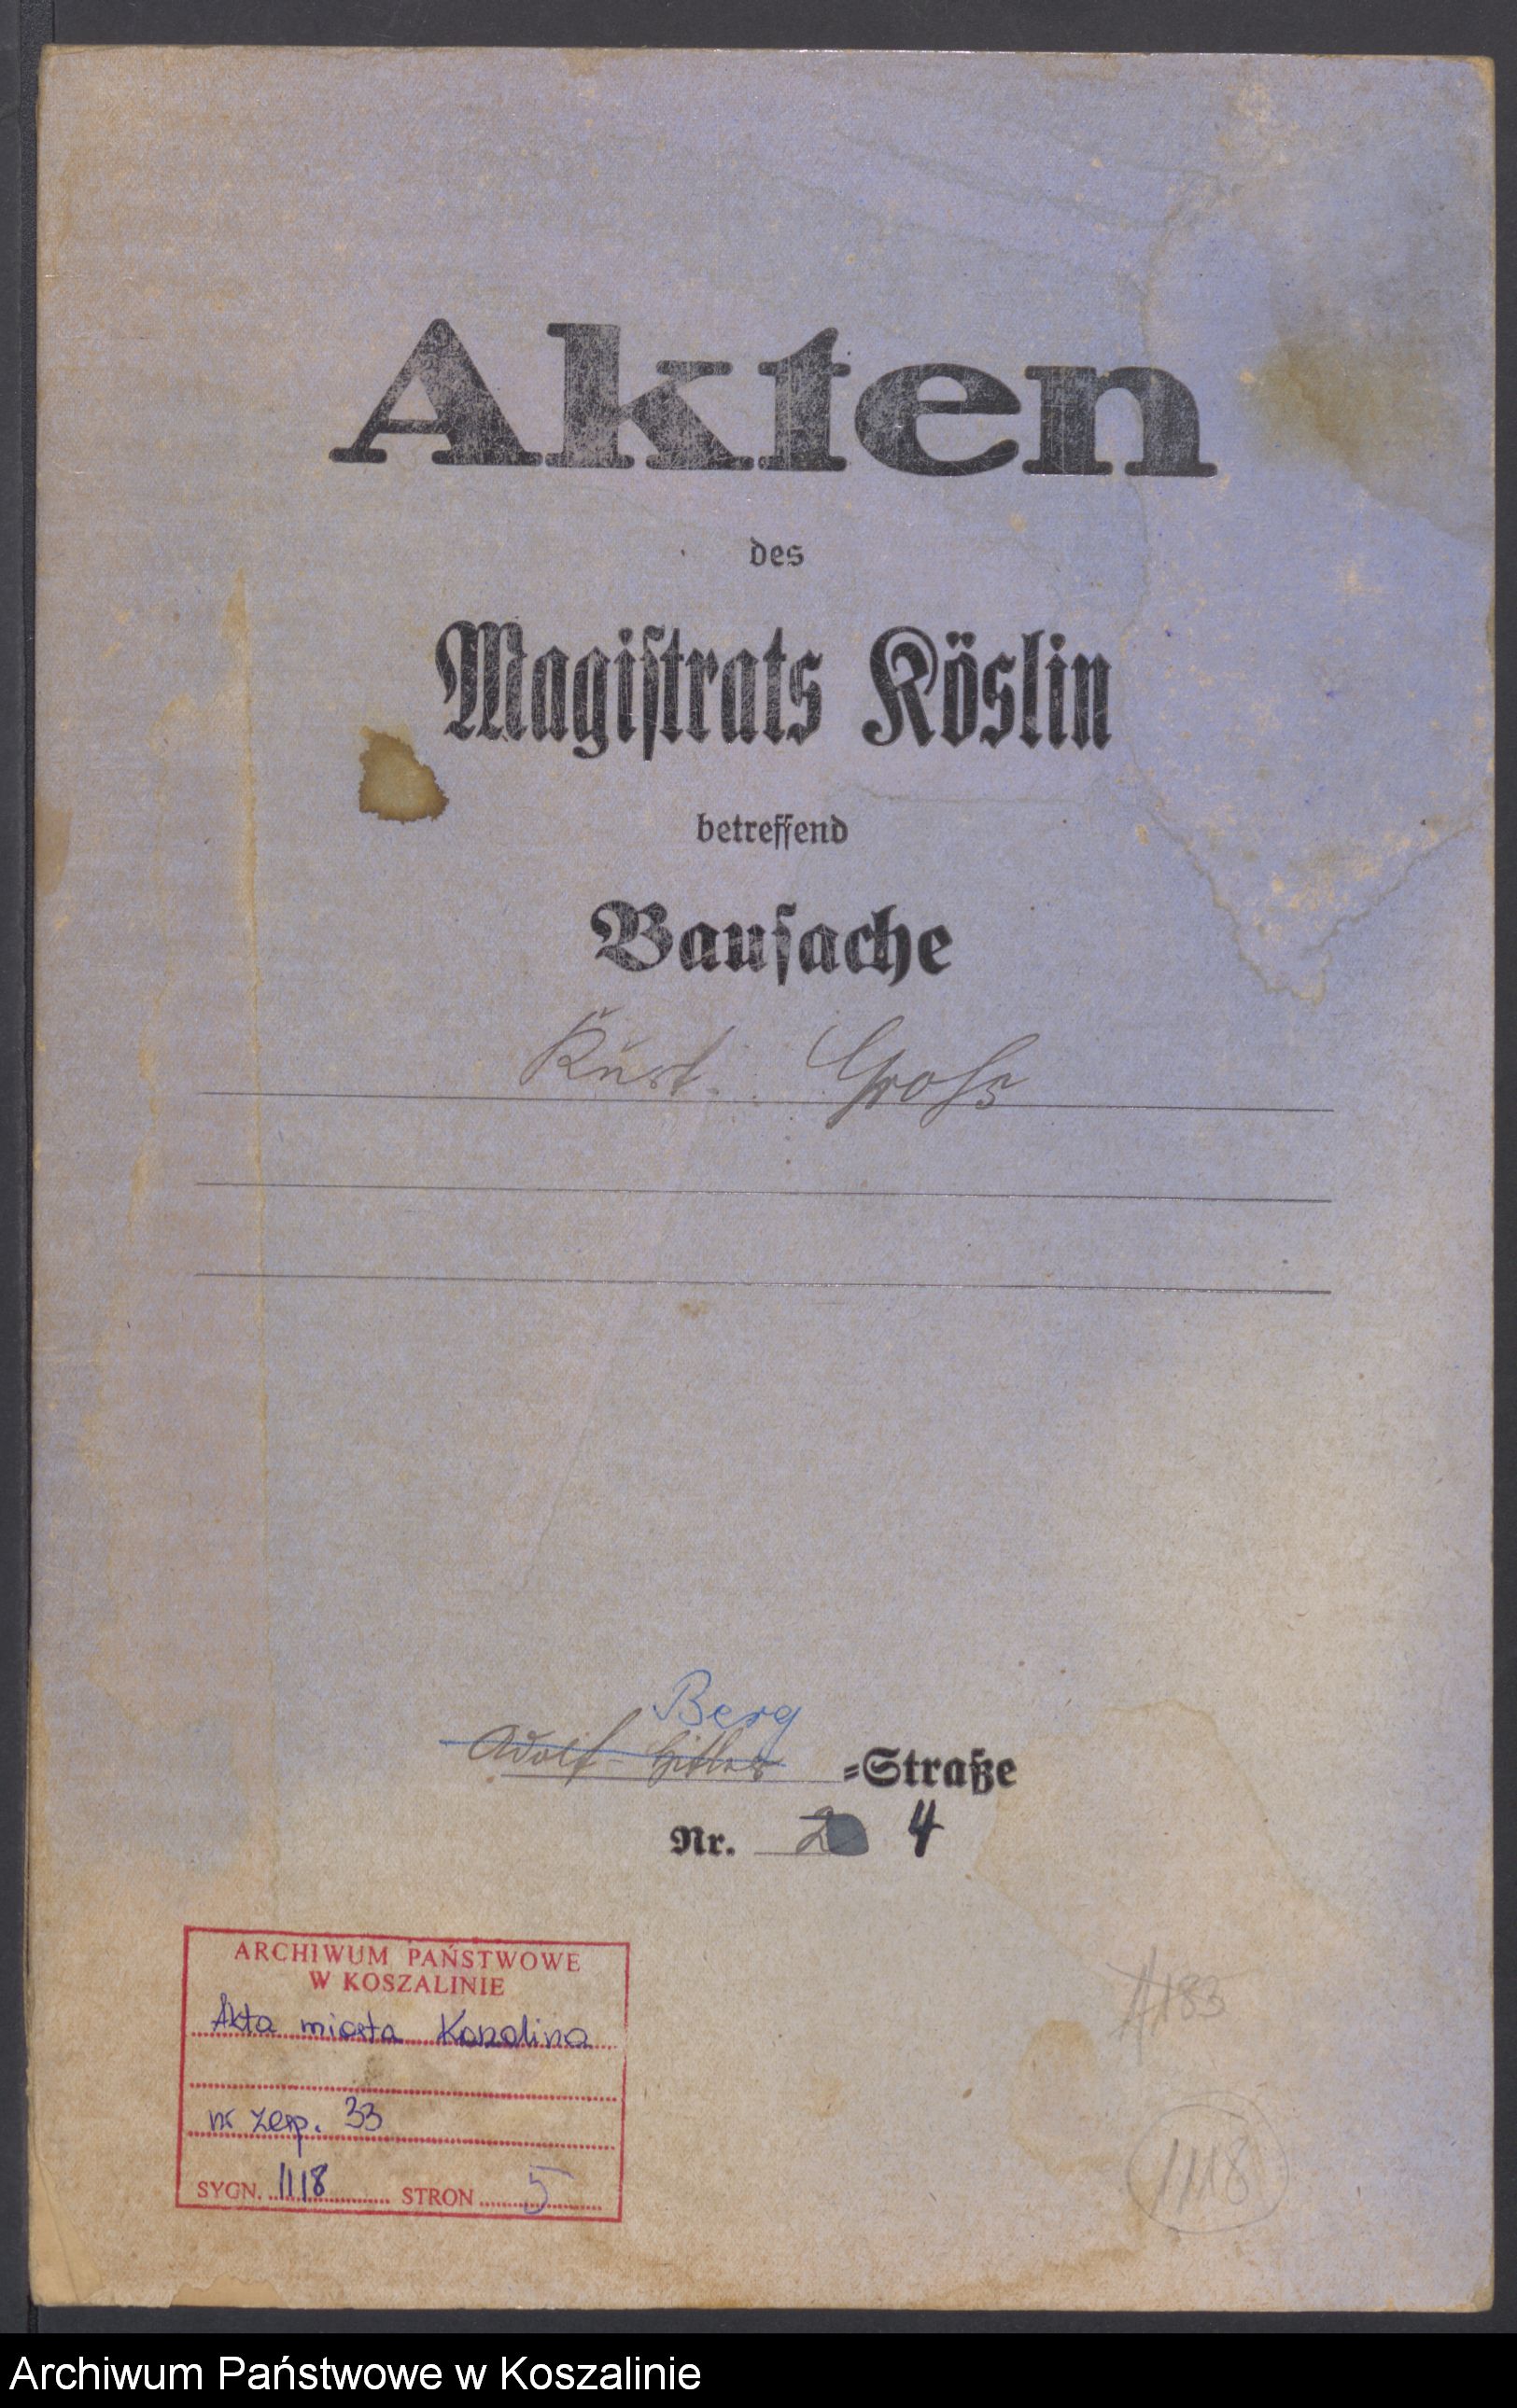 Akten
des
Magiſtrats Köslin
betreffend
Bauſache
Kurt Groſs
Berg
Adolf-Hitler =Straße
Nr. 2 4
ARCHIWUM PAŃSTWOWE
W KOSZALINIE
Akta miasta Koszalina
nr zesp. 33
SYGN. 1118 STRON 5
1118
Archiwum Państwowe w Koszalinie